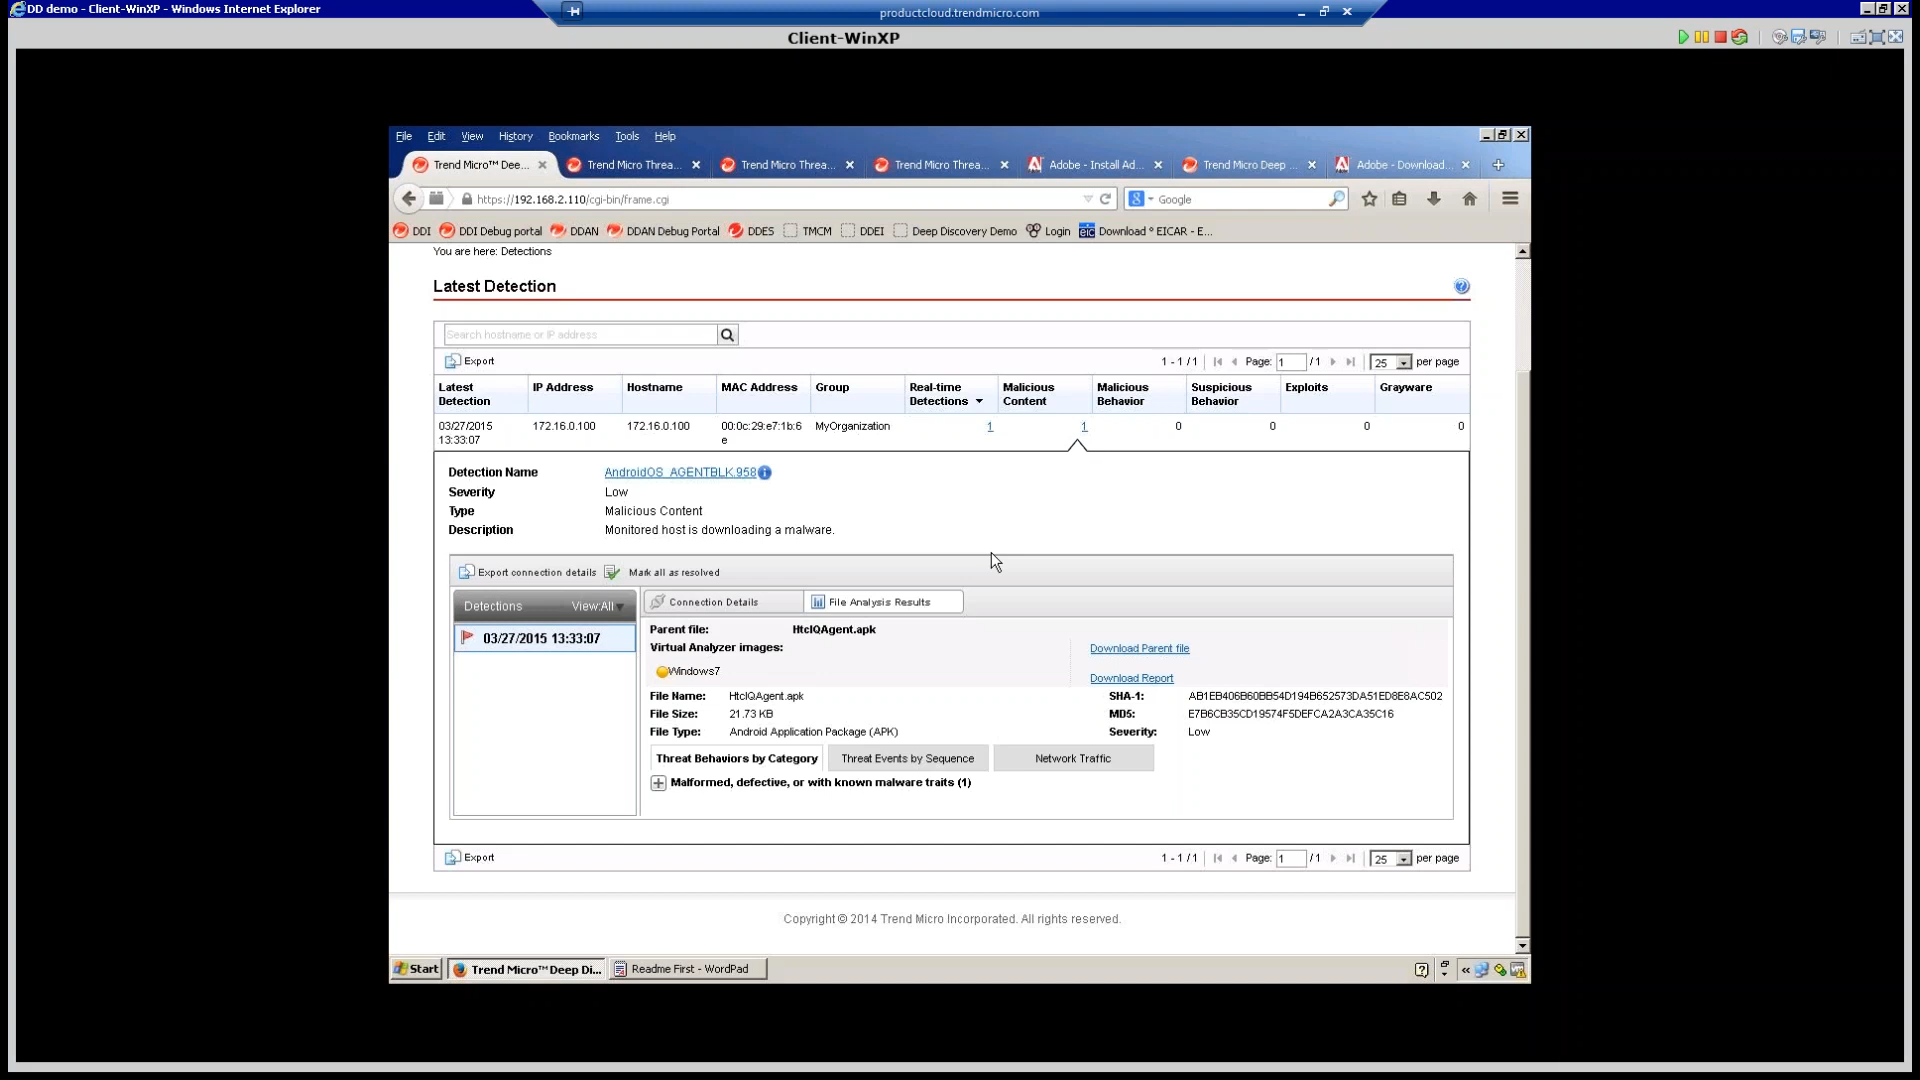 DD demo - Client-WinXP - Windows Internet Explorer
productcloud.trendmicro.com
Client-WinXP
File Edit View History Bookmarks Tools Help
Trend Micro™ Dee... Trend Micro Threa... Trend Micro Threa... Trend Micro Threa... Adobe - Install Ad... Trend Micro Deep ... Adobe - Download...
https://192.168.2.110/cgi-bin/frame.cgi Google
DDI DDI Debug portal DDAN DDAN Debug Portal DDES TMCM DDEI Deep Discovery Demo Login eic Download ° EICAR - E...
You are here: Detections
Latest Detection
Search hostname or IP address
Export 1 - 1 / 1 Page: 1 / 1 25 per page
Latest Detection IP Address Hostname MAC Address Group Real-time Detections Malicious Content Malicious Behavior Suspicious Behavior Exploits Grayware
03/27/2015 13:33:07 172.16.0.100 172.16.0.100 00:0c:29:e7:1b:6e MyOrganization 1 1 0 0 0 0
Detection Name AndroidOS_AGENTBLK.958
Severity Low
Type Malicious Content
Description Monitored host is downloading a malware.
Export connection details Mark all as resolved
Detections View:All Connection Details File Analysis Results
03/27/2015 13:33:07
Parent file: HtcIQAgent.apk
Virtual Analyzer images: Download Parent file
Windows7
Download Report
File Name: HtcIQAgent.apk SHA-1: AB1EB406B60BB54D194B652573DA51ED8E8AC502
File Size: 21.73 KB MD5: E7B6CB35CD19574F5DEFCA2A3CA35C16
File Type: Android Application Package (APK) Severity: Low
Threat Behaviors by Category Threat Events by Sequence Network Traffic
Malformed, defective, or with known malware traits (1)
Export 1 - 1 / 1 Page: 1 / 1 25 per page
Copyright © 2014 Trend Micro Incorporated. All rights reserved.
Start Trend Micro™ Deep Di... Readme First - WordPad